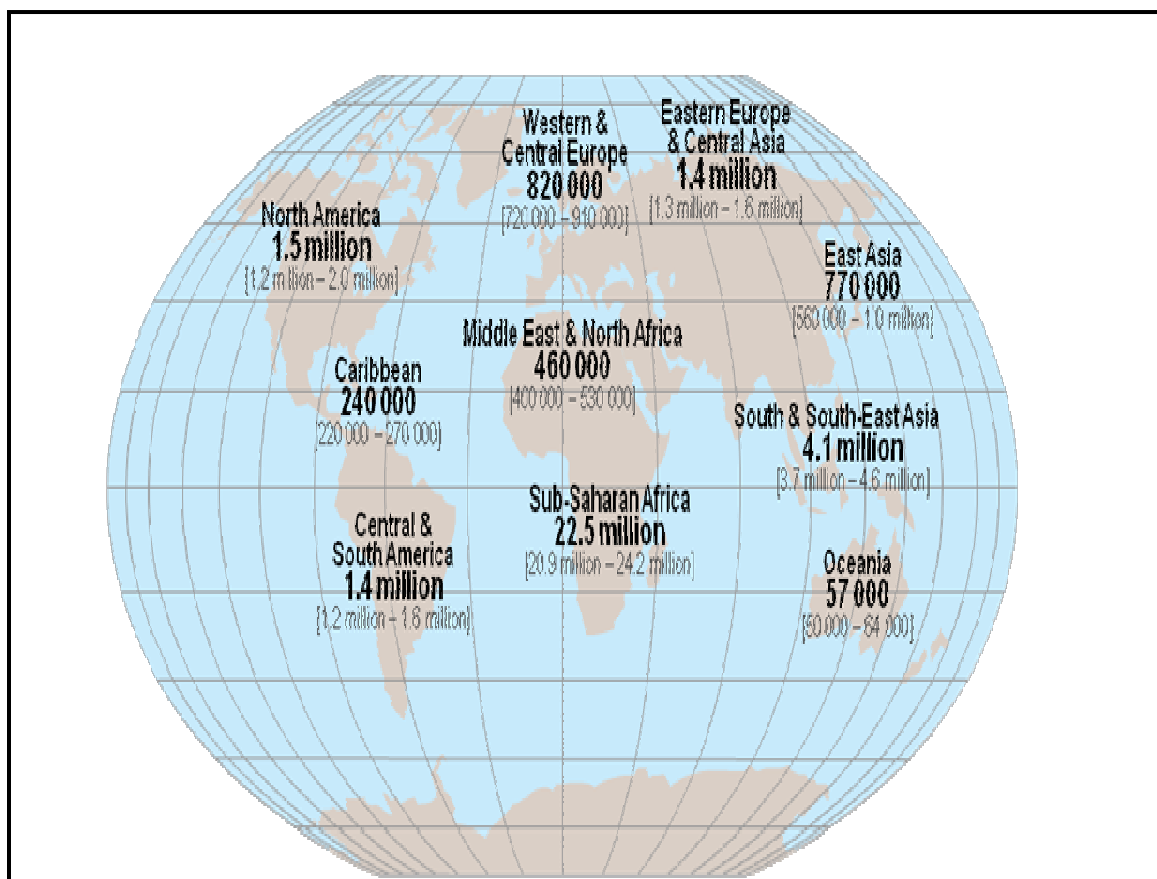 Western &
Central Europe
820 000
[720 000 – 910 000]
Eastern Europe
& Central Asia
1.4 million
[1.3 million – 1.6 million]
North America
1.5 million
[1.2 million – 2.0 million]
East Asia
770 000
[560 000 – 1.0 million]
Middle East & North Africa
460 000
[400 000 – 530 000]
Caribbean
240 000
[220 000 – 270 000]
South & South-East Asia
4.1 million
[3.7 million – 4.6 million]
Sub-Saharan Africa
22.5 million
[20.9 million – 24.2 million]
Central &
South America
1.4 million
[1.2 million – 1.6 million]
Oceania
57 000
[50 000 – 64 000]